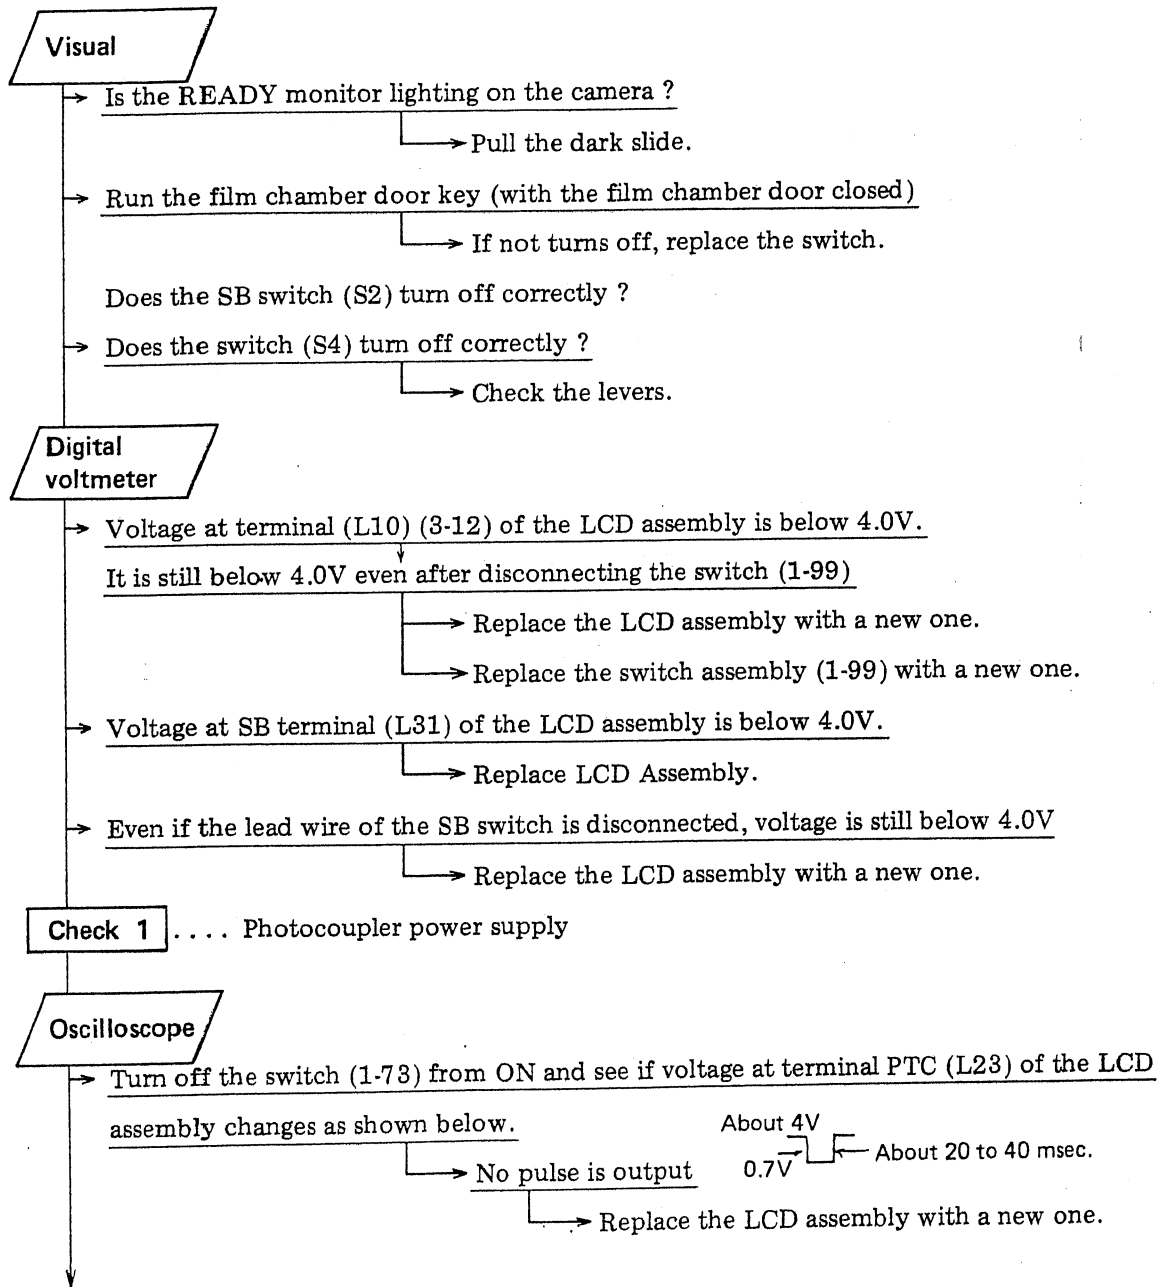 Visual
Is the READY monitor lighting on the camera ?
Pull the dark slide.
Run the film chamber door key (with the film chamber door closed)
If not turns off, replace the switch.
Does the SB switch (S2) turn off correctly ?
Does the switch (S4) turn off correctly ?
Check the levers.
Digital
voltmeter
Voltage at terminal (L10) (3-12) of the LCD assembly is below 4.0V.
It is still below 4.0V even after disconnecting the switch (1-99)
Replace the LCD assembly with a new one.
Replace the switch assembly (1-99) with a new one.
Voltage at SB terminal (L31) of the LCD assembly is below 4.0V.
Replace LCD Assembly.
Even if the lead wire of the SB switch is disconnected, voltage is still below 4.0V
Replace the LCD assembly with a new one.
Check 1 .... Photocoupler power supply
Oscilloscope
Turn off the switch (1-73) from ON and see if voltage at terminal PTC (L23) of the LCD
assembly changes as shown below.
About 4V
0.7V
About 20 to 40 msec.
No pulse is output
Replace the LCD assembly with a new one.